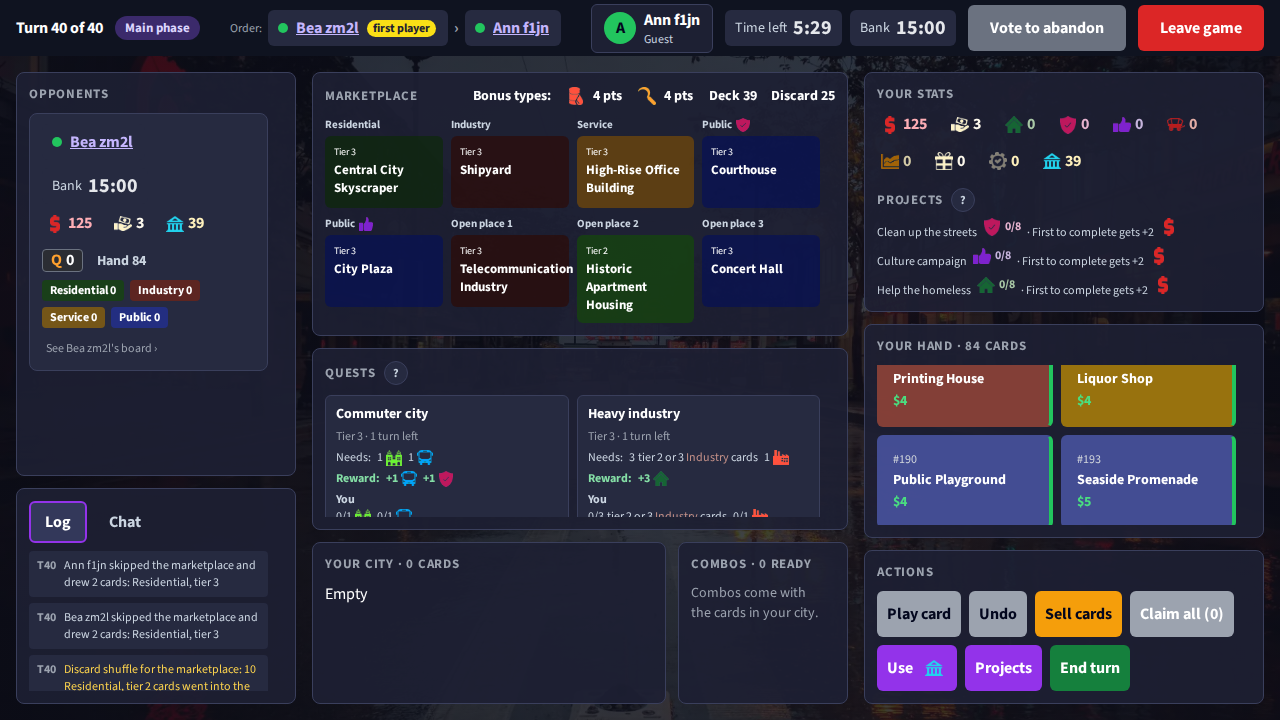 Turn 40 of 40 Main phase Order: Bea zm2l first player › Ann f1jn A Ann f1jn Guest Time left 5:29 Bank 15:00 Vote to abandon Leave game
OPPONENTS
Bea zm2l
Bank 15:00
125 3 39
Q 0 Hand 84
Residential 0 Industry 0
Service 0 Public 0
See Bea zm2l's board ›
Log Chat
T40 Ann f1jn skipped the marketplace and
drew 2 cards: Residential, tier 3
T40 Bea zm2l skipped the marketplace and
drew 2 cards: Residential, tier 3
T40 Discard shuffle for the marketplace: 10
Residential, tier 2 cards went into the
MARKETPLACE Bonus types: 4 pts 4 pts Deck 39 Discard 25
Residential Industry Service Public
Tier 3 Tier 3 Tier 3 Tier 3
Central City Shipyard High-Rise Office Courthouse
Skyscraper Building
Public Open place 1 Open place 2 Open place 3
Tier 3 Tier 3 Tier 2 Tier 3
City Plaza Telecommunication Historic Concert Hall
Industry Apartment
Housing
QUESTS ?
Commuter city Heavy industry
Tier 3 · 1 turn left Tier 3 · 1 turn left
Needs: 1 1 Needs: 3 tier 2 or 3 Industry cards 1
Reward: +1 +1 Reward: +3
You You
0/1 0/1 0/3 tier 2 or 3 Industry cards 0/1
YOUR CITY · 0 CARDS
Empty
COMBOS · 0 READY
Combos come with
the cards in your city.
YOUR STATS
125 3 0 0 0 0
0 0 0 39
PROJECTS ?
Clean up the streets 0/8 · First to complete gets +2
Culture campaign 0/8 · First to complete gets +2
Help the homeless 0/8 · First to complete gets +2
YOUR HAND · 84 CARDS
Printing House Liquor Shop
$4 $4
#190 #193
Public Playground Seaside Promenade
$4 $5
ACTIONS
Play card Undo Sell cards Claim all (0)
Use Projects End turn